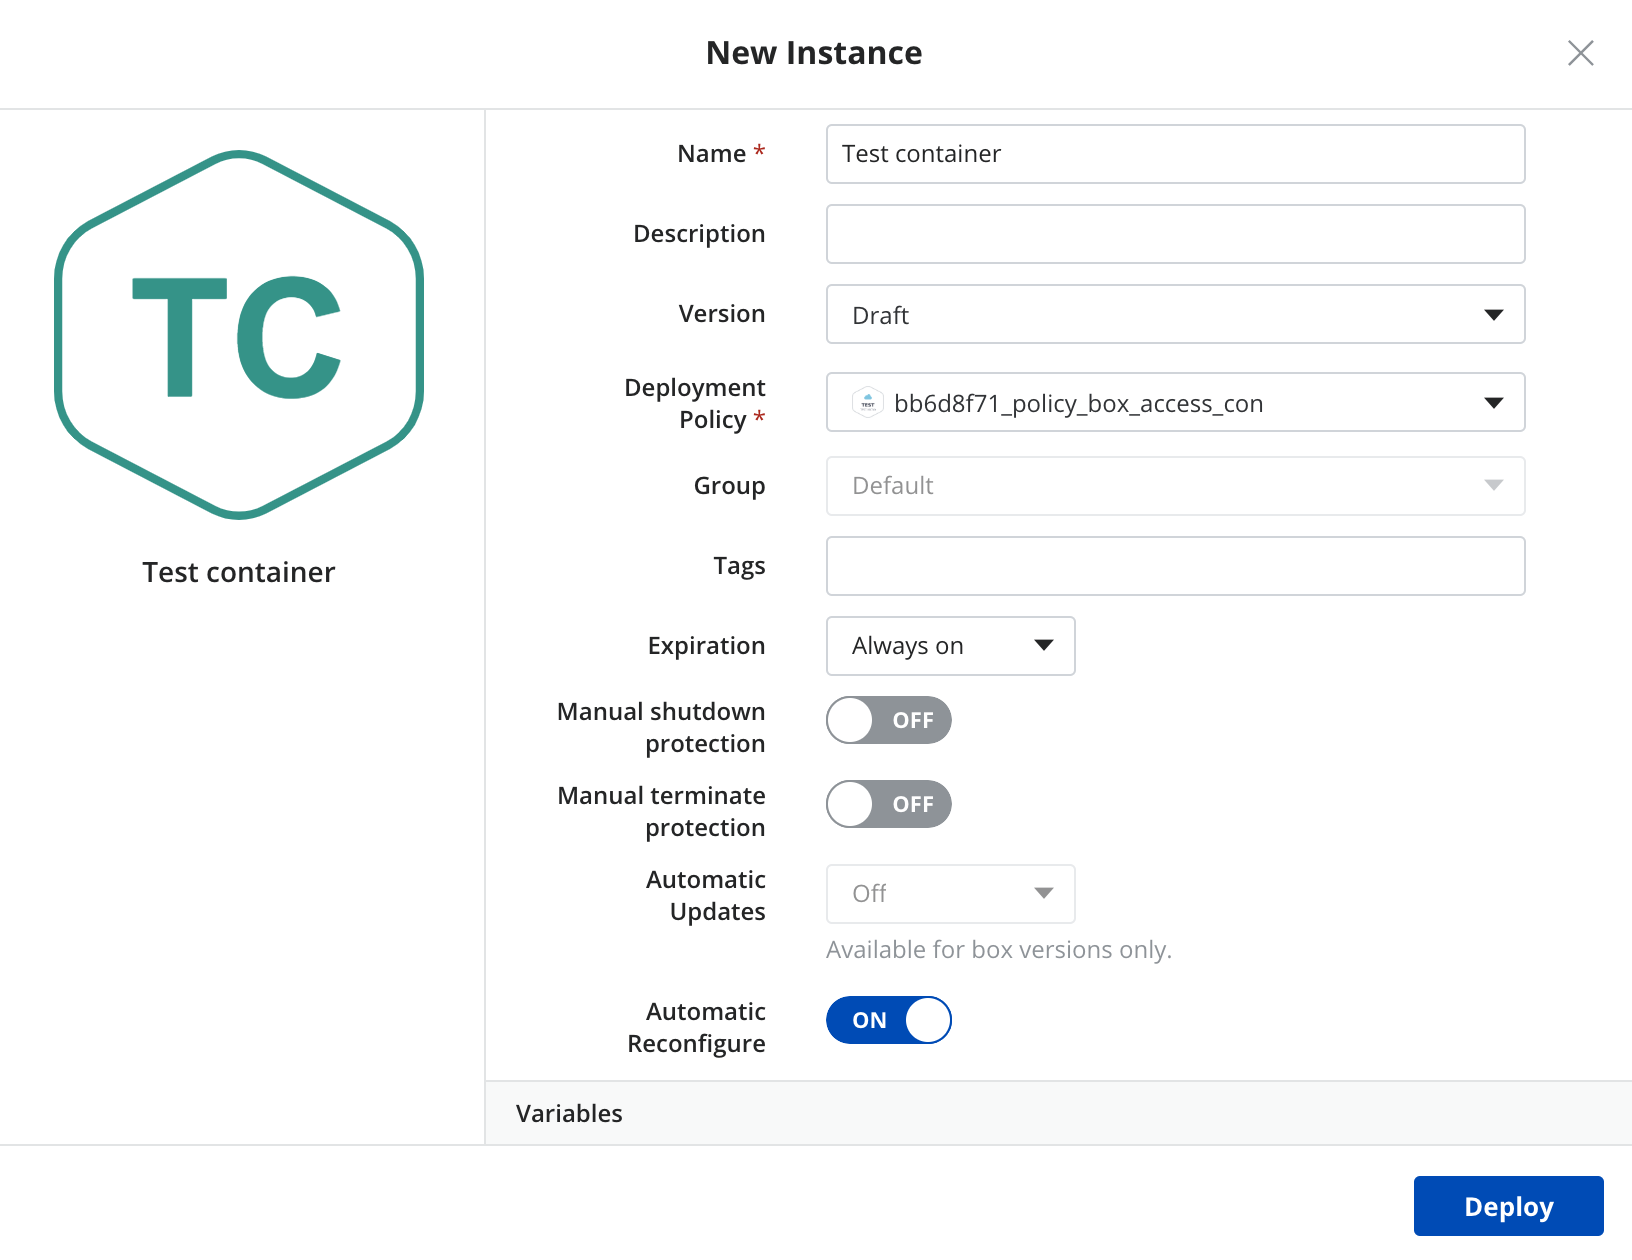 New Instance
TC
Test container
Name *
Test container
Description
Version
Draft
Deployment
Policy *
TEST
bb6d8f71_policy_box_access_con
Group
Default
Tags
Expiration
Always on
Manual shutdown
protection
OFF
Manual terminate
protection
OFF
Automatic
Updates
Off
Available for box versions only.
Automatic
Reconfigure
ON
Variables
Deploy